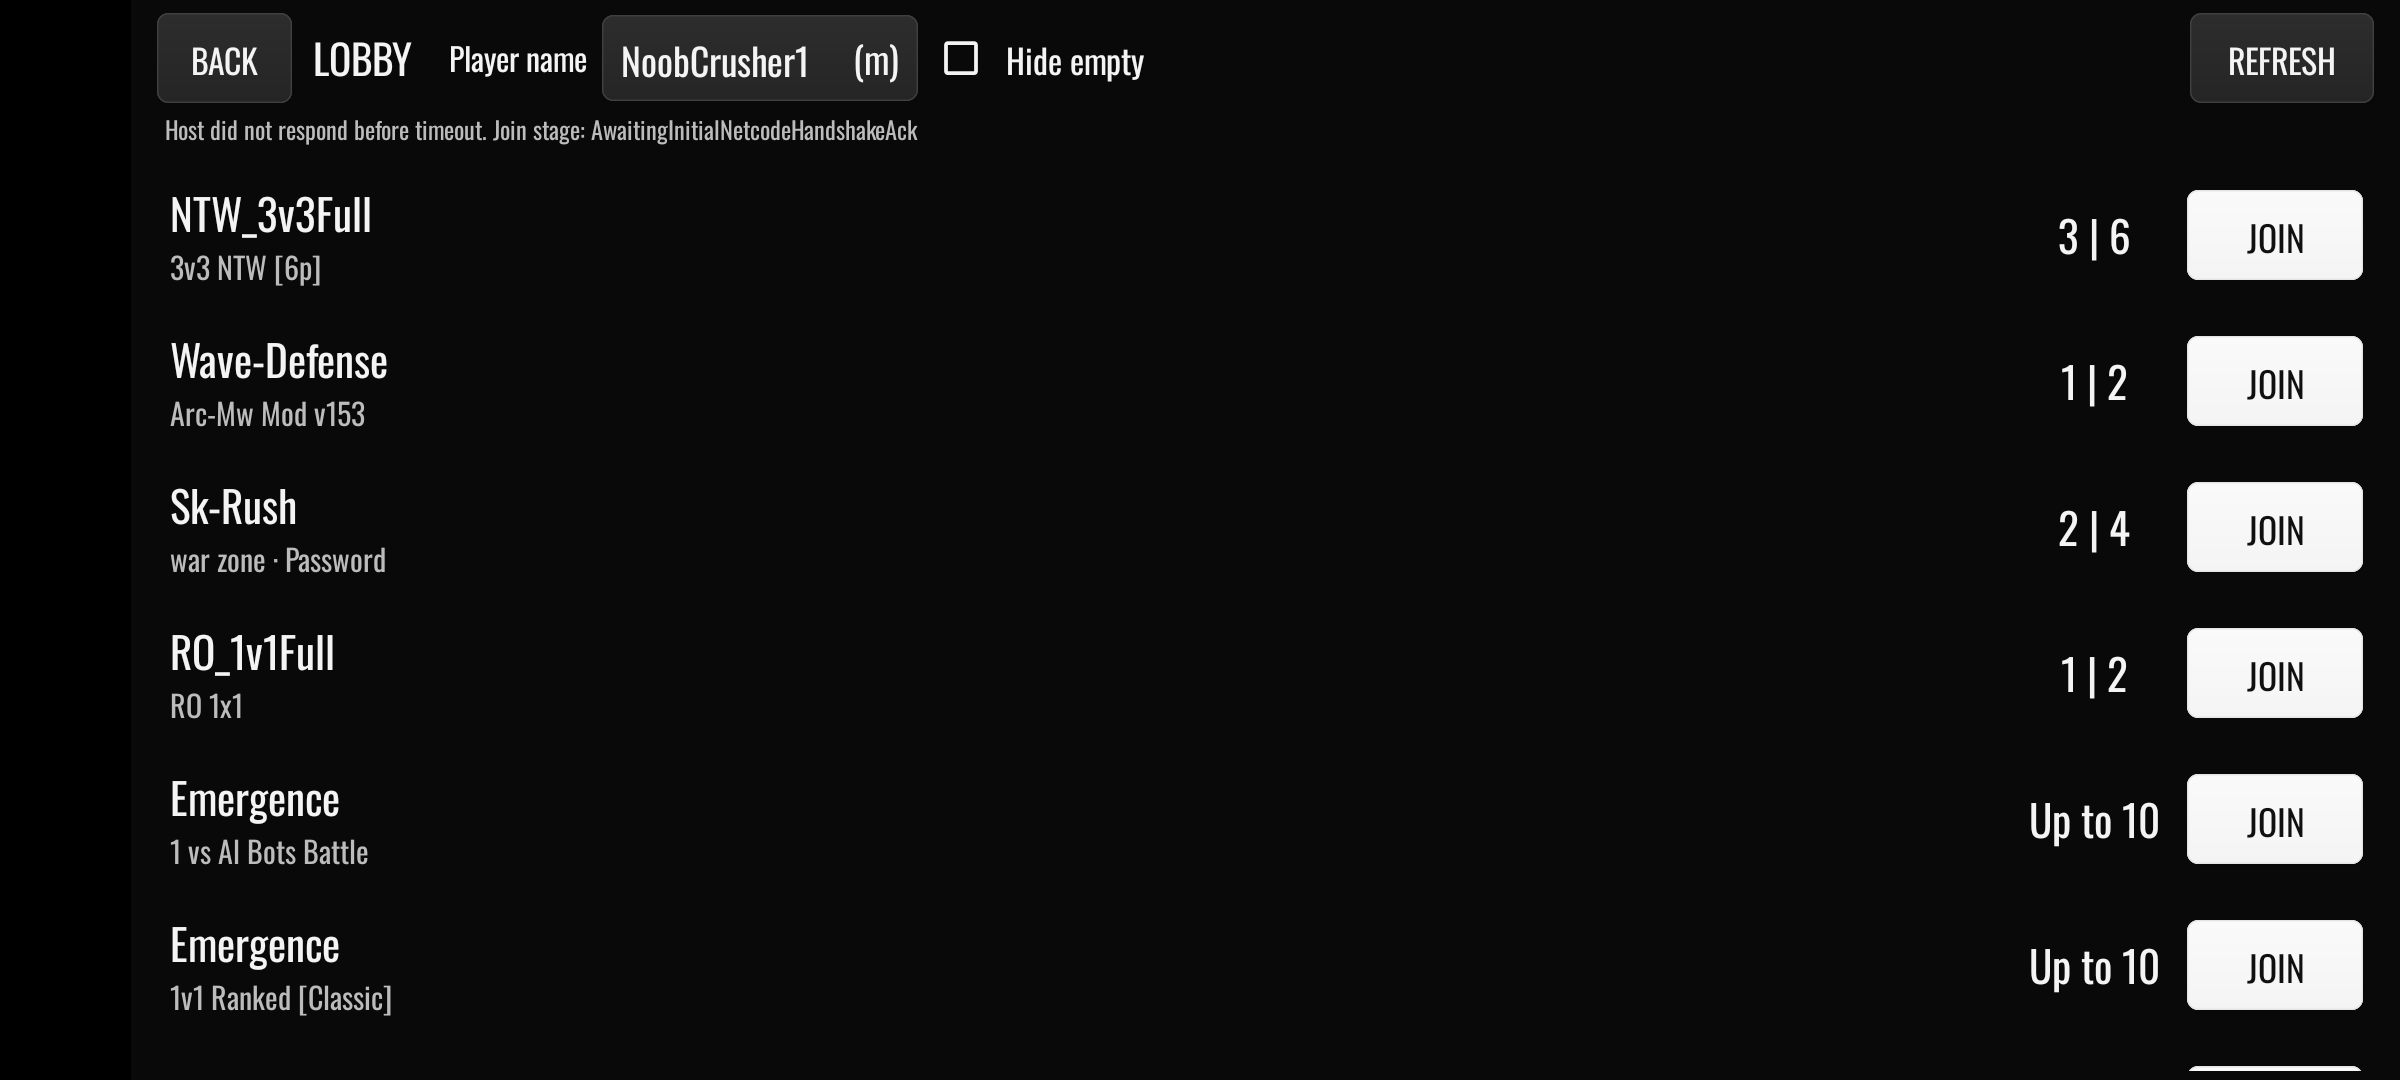 BACK LOBBY Player name NoobCrusher1 (m) Hide empty REFRESH
Host did not respond before timeout. Join stage: AwaitingInitialNetcodeHandshakeAck
NTW_3v3Full
3v3 NTW [6p]
3 | 6 JOIN
Wave-Defense
Arc-Mw Mod v153
1 | 2 JOIN
Sk-Rush
war zone · Password
2 | 4 JOIN
RO_1v1Full
RO 1x1
1 | 2 JOIN
Emergence
1 vs AI Bots Battle
Up to 10 JOIN
Emergence
1v1 Ranked [Classic]
Up to 10 JOIN